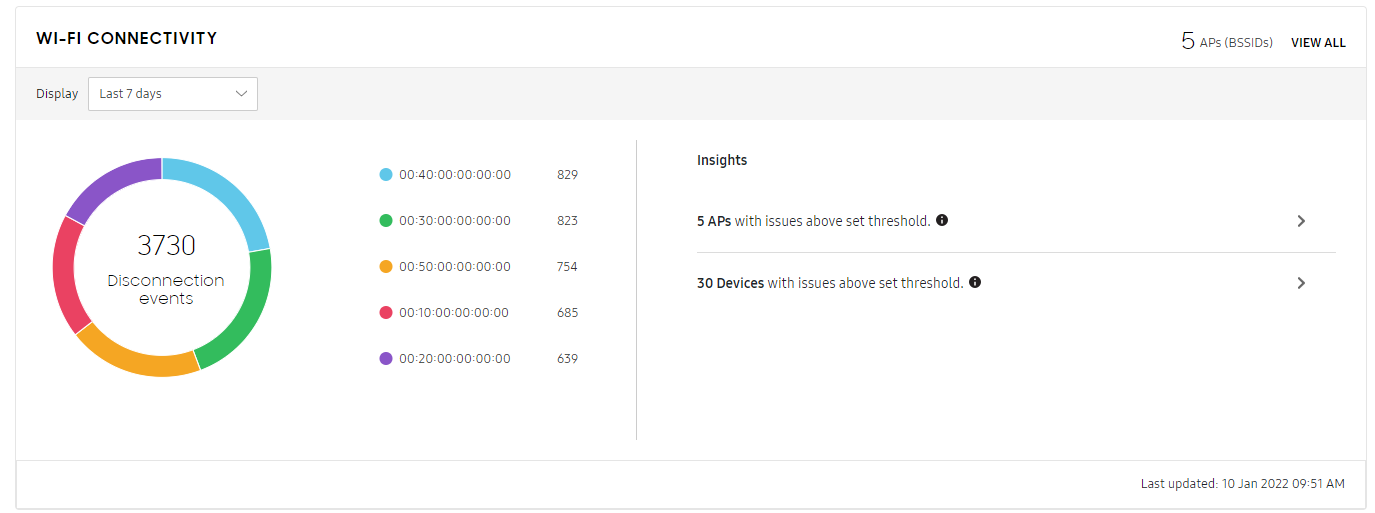 WI-FI CONNECTIVITY
5 APs (BSSIDs) VIEW ALL
Display Last 7 days
3730
Disconnection
events
00:40:00:00:00:00 829
00:30:00:00:00:00 823
00:50:00:00:00:00 754
00:10:00:00:00:00 685
00:20:00:00:00:00 639
Insights
5 APs with issues above set threshold.
30 Devices with issues above set threshold.
Last updated: 10 Jan 2022 09:51 AM